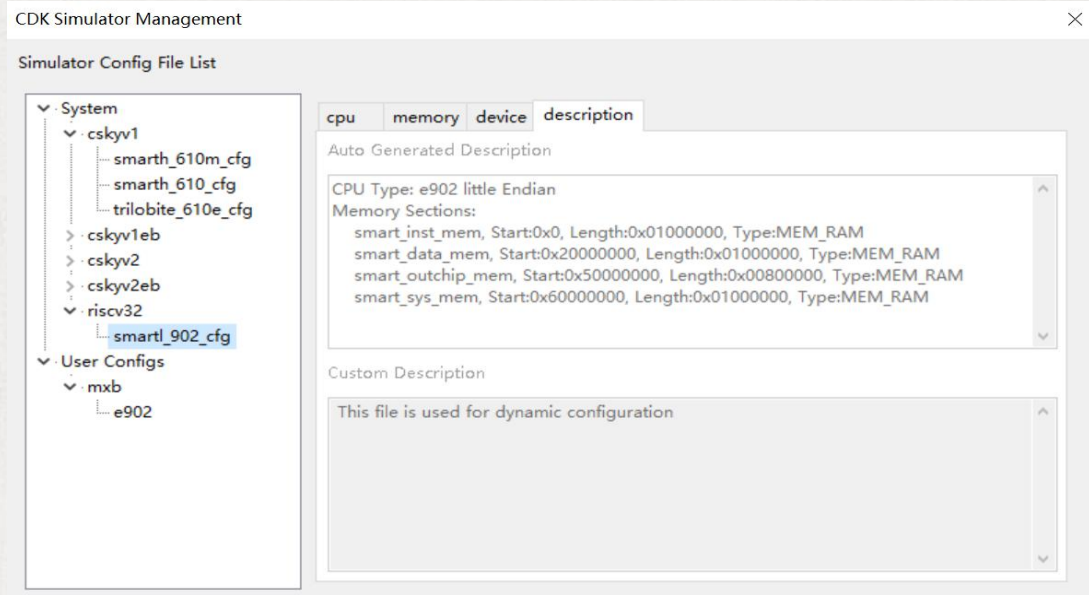 CDK Simulator Management
Simulator Config File List
System
cskyv1
smarth_610m_cfg
smarth_610_cfg
trilobite_610e_cfg
cskyv1eb
cskyv2
cskyv2eb
riscv32
smartl_902_cfg
User Configs
mxb
e902
cpu memory device description
Auto Generated Description
CPU Type: e902 little Endian
Memory Sections:
smart_inst_mem, Start:0x0, Length:0x01000000, Type:MEM_RAM
smart_data_mem, Start:0x20000000, Length:0x01000000, Type:MEM_RAM
smart_outchip_mem, Start:0x50000000, Length:0x00800000, Type:MEM_RAM
smart_sys_mem, Start:0x60000000, Length:0x01000000, Type:MEM_RAM
Custom Description
This file is used for dynamic configuration